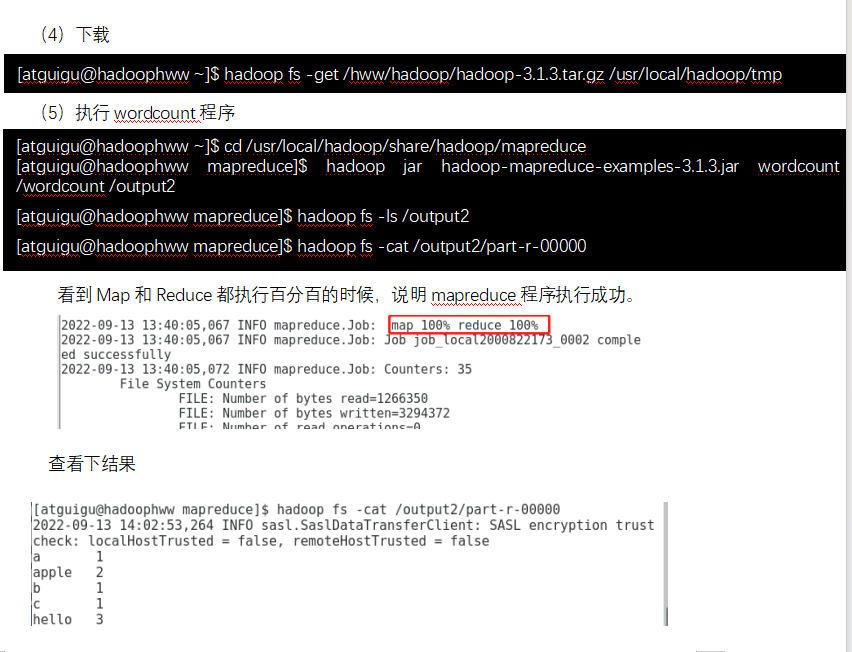 （4）下载
[atguigu@hadoophww ~]$ hadoop fs -get /hww/hadoop/hadoop-3.1.3.tar.gz /usr/local/hadoop/tmp
（5）执行 wordcount 程序
[atguigu@hadoophww ~]$ cd /usr/local/hadoop/share/hadoop/mapreduce
[atguigu@hadoophww mapreduce]$ hadoop jar hadoop-mapreduce-examples-3.1.3.jar wordcount
/wordcount /output2
[atguigu@hadoophww mapreduce]$ hadoop fs -ls /output2
[atguigu@hadoophww mapreduce]$ hadoop fs -cat /output2/part-r-00000
看到 Map 和 Reduce 都执行百分百的时候，说明 mapreduce 程序执行成功。
2022-09-13 13:40:05,067 INFO mapreduce.Job:  map 100% reduce 100%
2022-09-13 13:40:05,067 INFO mapreduce.Job: Job job_local2000822173_0002 comple
ed successfully
2022-09-13 13:40:05,072 INFO mapreduce.Job: Counters: 35
File System Counters
FILE: Number of bytes read=1266350
FILE: Number of bytes written=3294372
FILE: Number of read operations=0
查看下结果
[atguigu@hadoophww mapreduce]$ hadoop fs -cat /output2/part-r-00000
2022-09-13 14:02:53,264 INFO sasl.SaslDataTransferClient: SASL encryption trust
check: localHostTrusted = false, remoteHostTrusted = false
a 1
apple 2
b 1
c 1
hello 3